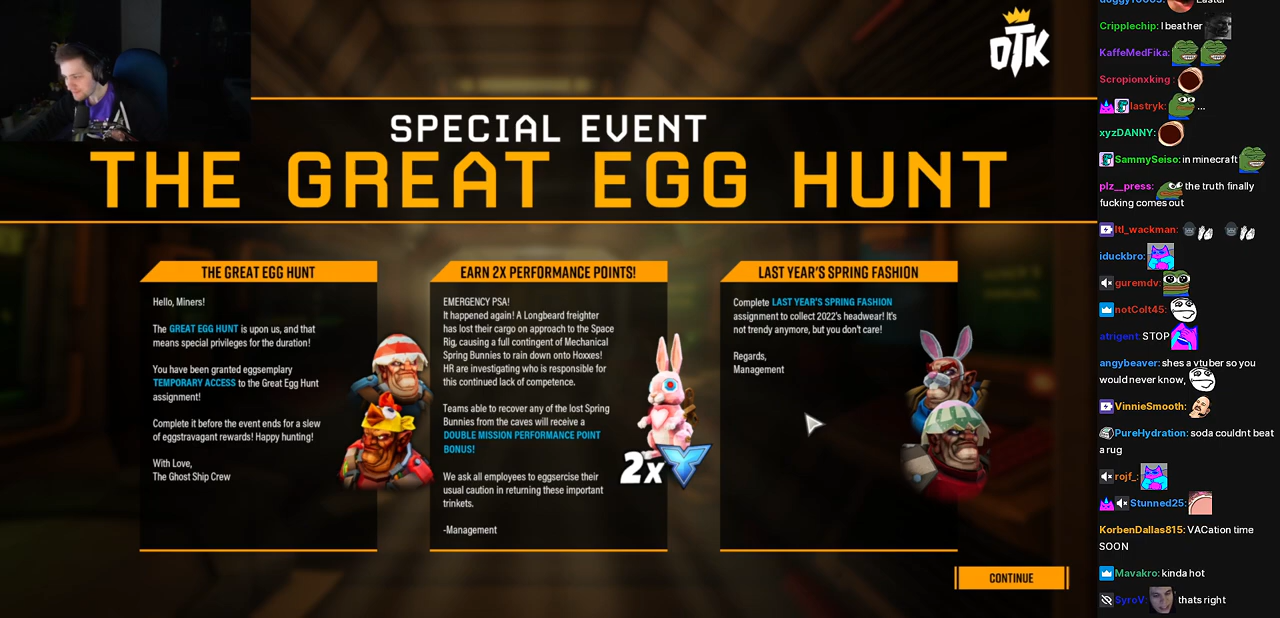 OTK
SPECIAL EVENT
THE GREAT EGG HUNT
THE GREAT EGG HUNT
Hello, Miners!
The GREAT EGG HUNT is upon us, and that
means special privileges for the duration!
You have been granted eggsemplary
TEMPORARY ACCESS to the Great Egg Hunt
assignment!
Complete it before the event ends for a slew
of eggstravagant rewards! Happy hunting!
With Love,
The Ghost Ship Crew
EARN 2X PERFORMANCE POINTS!
EMERGENCY PSA!
It happened again! A Longbeard freighter
has lost their cargo on approach to the Space
Rig, causing a full contingent of Mechanical
Spring Bunnies to rain down onto Hoxxes!
HR are investigating who is responsible for
this continued lack of competence.
Teams able to recover any of the lost Spring
Bunnies from the caves will receive a
DOUBLE MISSION PERFORMANCE POINT
BONUS!
We ask all employees to eggsercise their
usual caution in returning these important
trinkets.
-Management
2x
LAST YEAR'S SPRING FASHION
Complete LAST YEAR'S SPRING FASHION
assignment to collect 2022's headwear! It's
not trendy anymore, but you don't care!
Regards,
Management
CONTINUE
Cripplechip: I beat her
KaffeMedFika:
Scropionxking :
lastryk: ...
xyzDANNY:
SammySeiso: in minecraft
plz__press: the truth finally
fucking comes out
ltl_wackman:
iduckbro:
guremdv:
notColt45:
atrigent: STOP
angybeaver: shes a vtuber so you
would never know,
VinnieSmooth:
PureHydration: soda couldnt beat
a rug
rojf_:
Stunned25:
KorbenDallas815: VACation time
SOON
Mavakro: kinda hot
SyroV: thats right